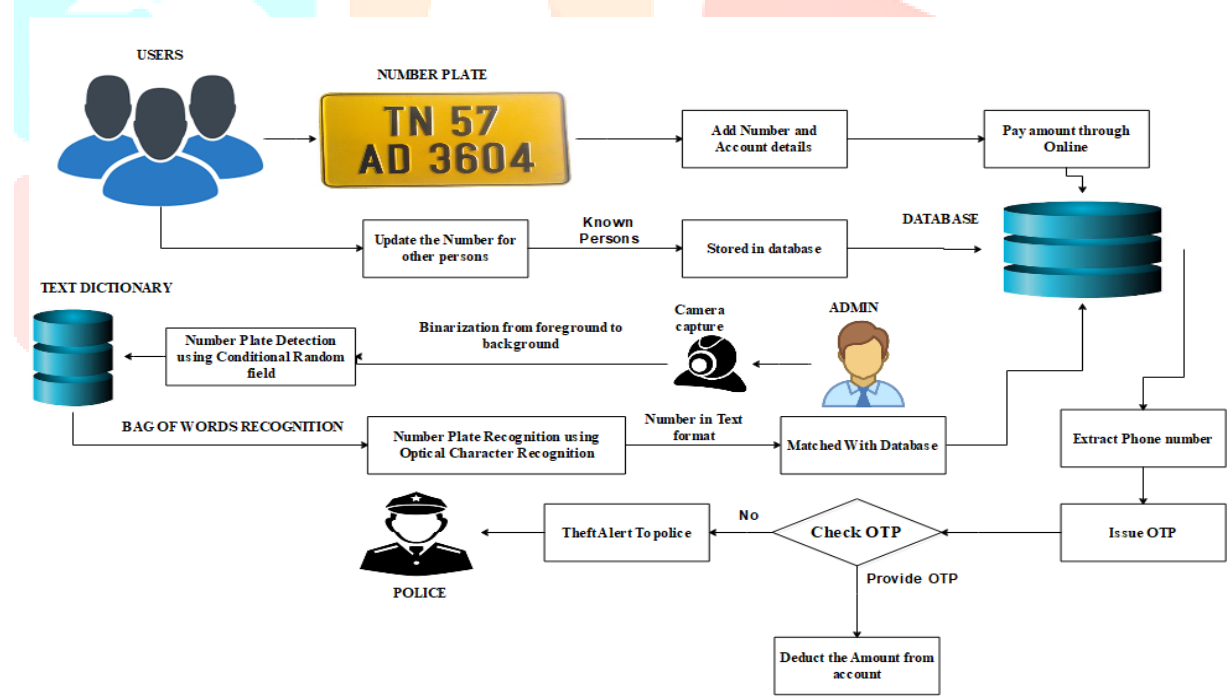 USERS
NUMBER PLATE
TN 57
AD 3604
Add Number and
Account details
Pay amount through
Online
Update the Number for
other persons
Known
Persons
Stored in database
DATABASE
TEXT DICTIONARY
Number Plate Detection
using Conditional Random
field
Binarization from foreground to
background
Camera
capture
ADMIN
BAG OF WORDS RECOGNITION
Number Plate Recognition using
Optical Character Recognition
Number in Text
format
Matched With Database
Extract Phone number
POLICE
TheftAlert To police
No
Check OTP
Issue OTP
Provide OTP
Deduct the Amount from
account